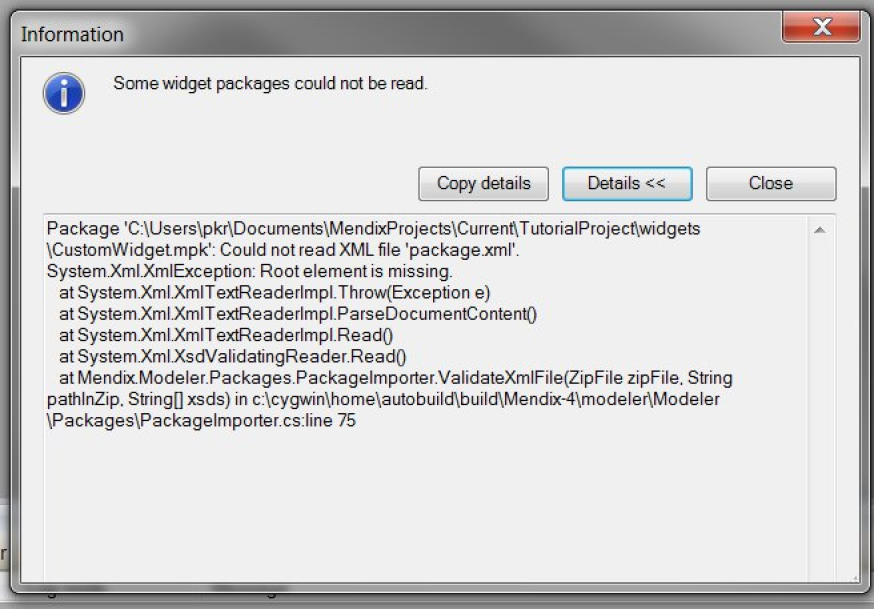 Information
Some widget packages could not be read.
Copy details
Details <<
Close
Package 'C:\Users\pkr\Documents\MendixProjects\Current\TutorialProject\widgets
\CustomWidget.mpk': Could not read XML file 'package.xml'.
System.Xml.XmlException: Root element is missing.
at System.Xml.XmlTextReaderImpl.Throw(Exception e)
at System.Xml.XmlTextReaderImpl.ParseDocumentContent()
at System.Xml.XmlTextReaderImpl.Read()
at System.Xml.XsdValidatingReader.Read()
at Mendix.Modeler.Packages.PackageImporter.ValidateXmlFile(ZipFile zipFile, String
pathInZip, String[] xsds) in c:\cygwin\home\autobuild\build\Mendix-4\modeler\Modeler
\Packages\PackageImporter.cs:line 75